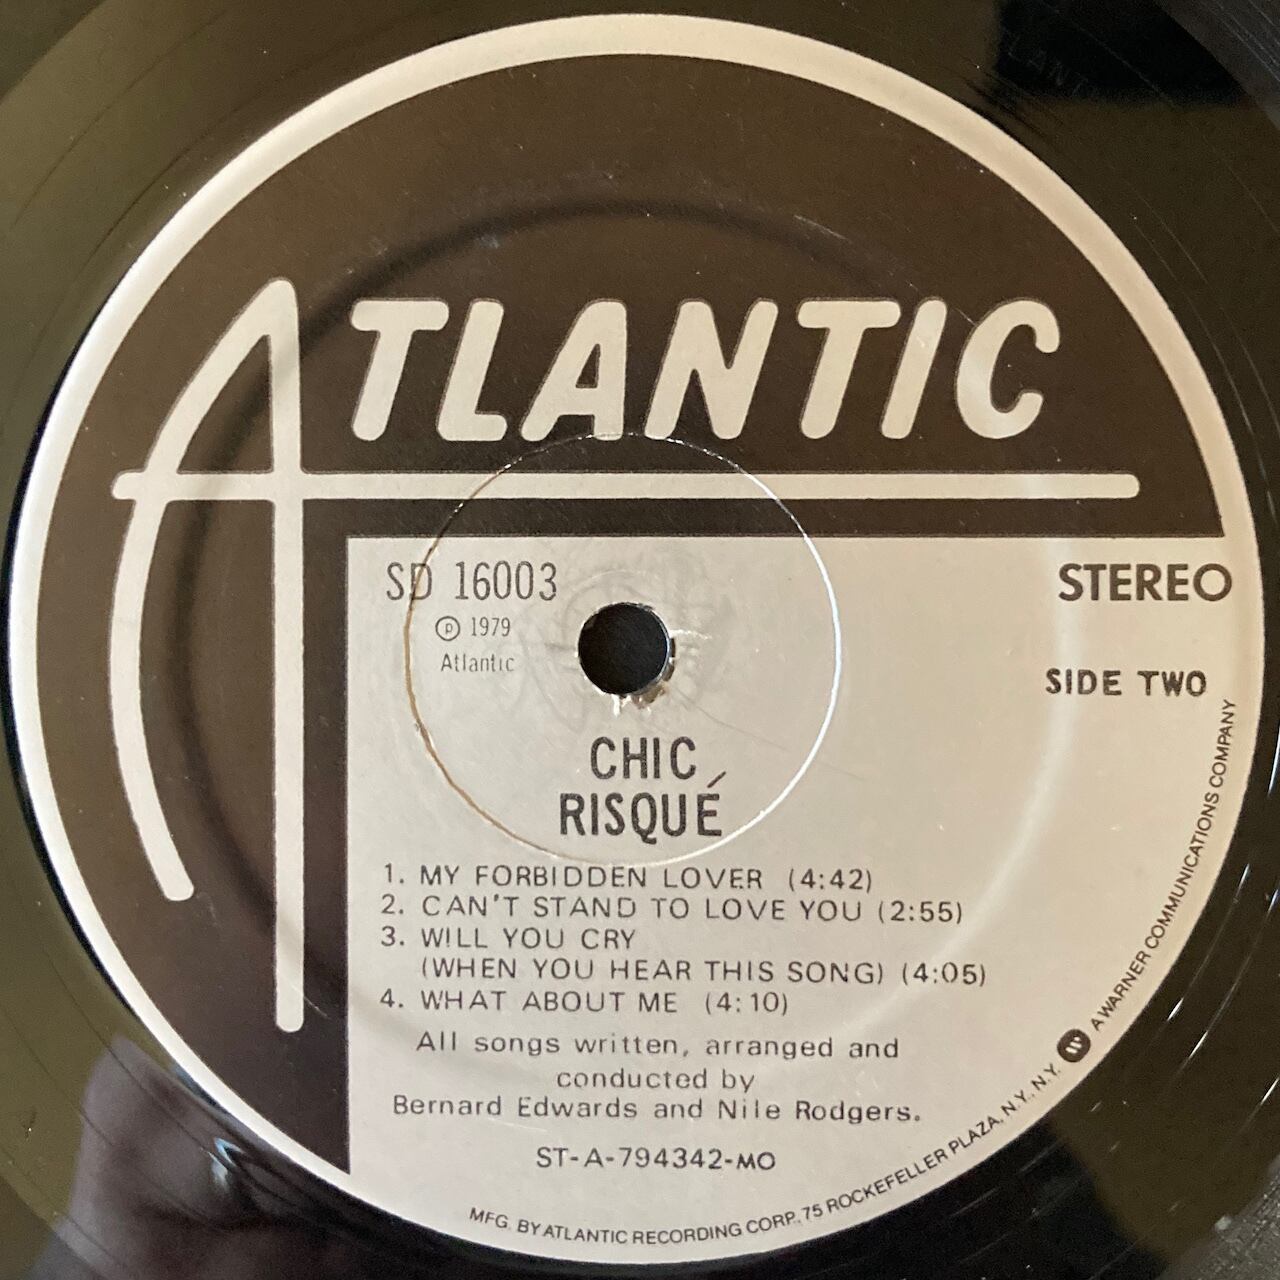 ATLANTIC
SD 16003
STEREO
Ⓟ 1979
Atlantic
SIDE TWO
CHIC
RISQUÉ
1. MY FORBIDDEN LOVER (4:42)
2. CAN'T STAND TO LOVE YOU (2:55)
3. WILL YOU CRY
(WHEN YOU HEAR THIS SONG) (4:05)
4. WHAT ABOUT ME (4:10)
All songs written, arranged and
conducted by
Bernard Edwards and Nile Rodgers.
ST-A-794342-MO
MFG. BY ATLANTIC RECORDING CORP., 75 ROCKEFELLER PLAZA, N.Y., N.Y. A WARNER COMMUNICATIONS COMPANY